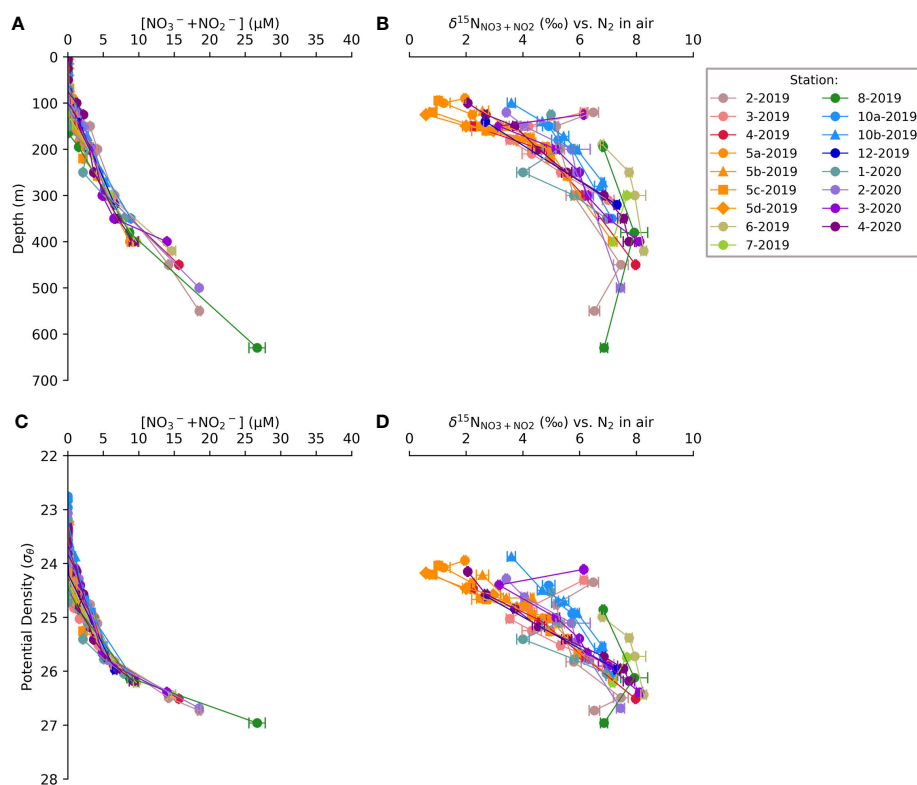 A
[NO₃⁻+NO₂⁻] (μM)
0 5 10 15 20 25 30 35 40
0
100
200
300
400
500
600
700
Depth (m)
B
δ¹⁵N_NO3+NO2 (‰) vs. N₂ in air
0 2 4 6 8 10
Station:
2-2019
3-2019
4-2019
5a-2019
5b-2019
5c-2019
5d-2019
6-2019
7-2019
8-2019
10a-2019
10b-2019
12-2019
1-2020
2-2020
3-2020
4-2020
C
[NO₃⁻+NO₂⁻] (μM)
0 5 10 15 20 25 30 35 40
22
23
24
25
26
27
28
Potential Density (σ_θ)
D
δ¹⁵N_NO3+NO2 (‰) vs. N₂ in air
0 2 4 6 8 10